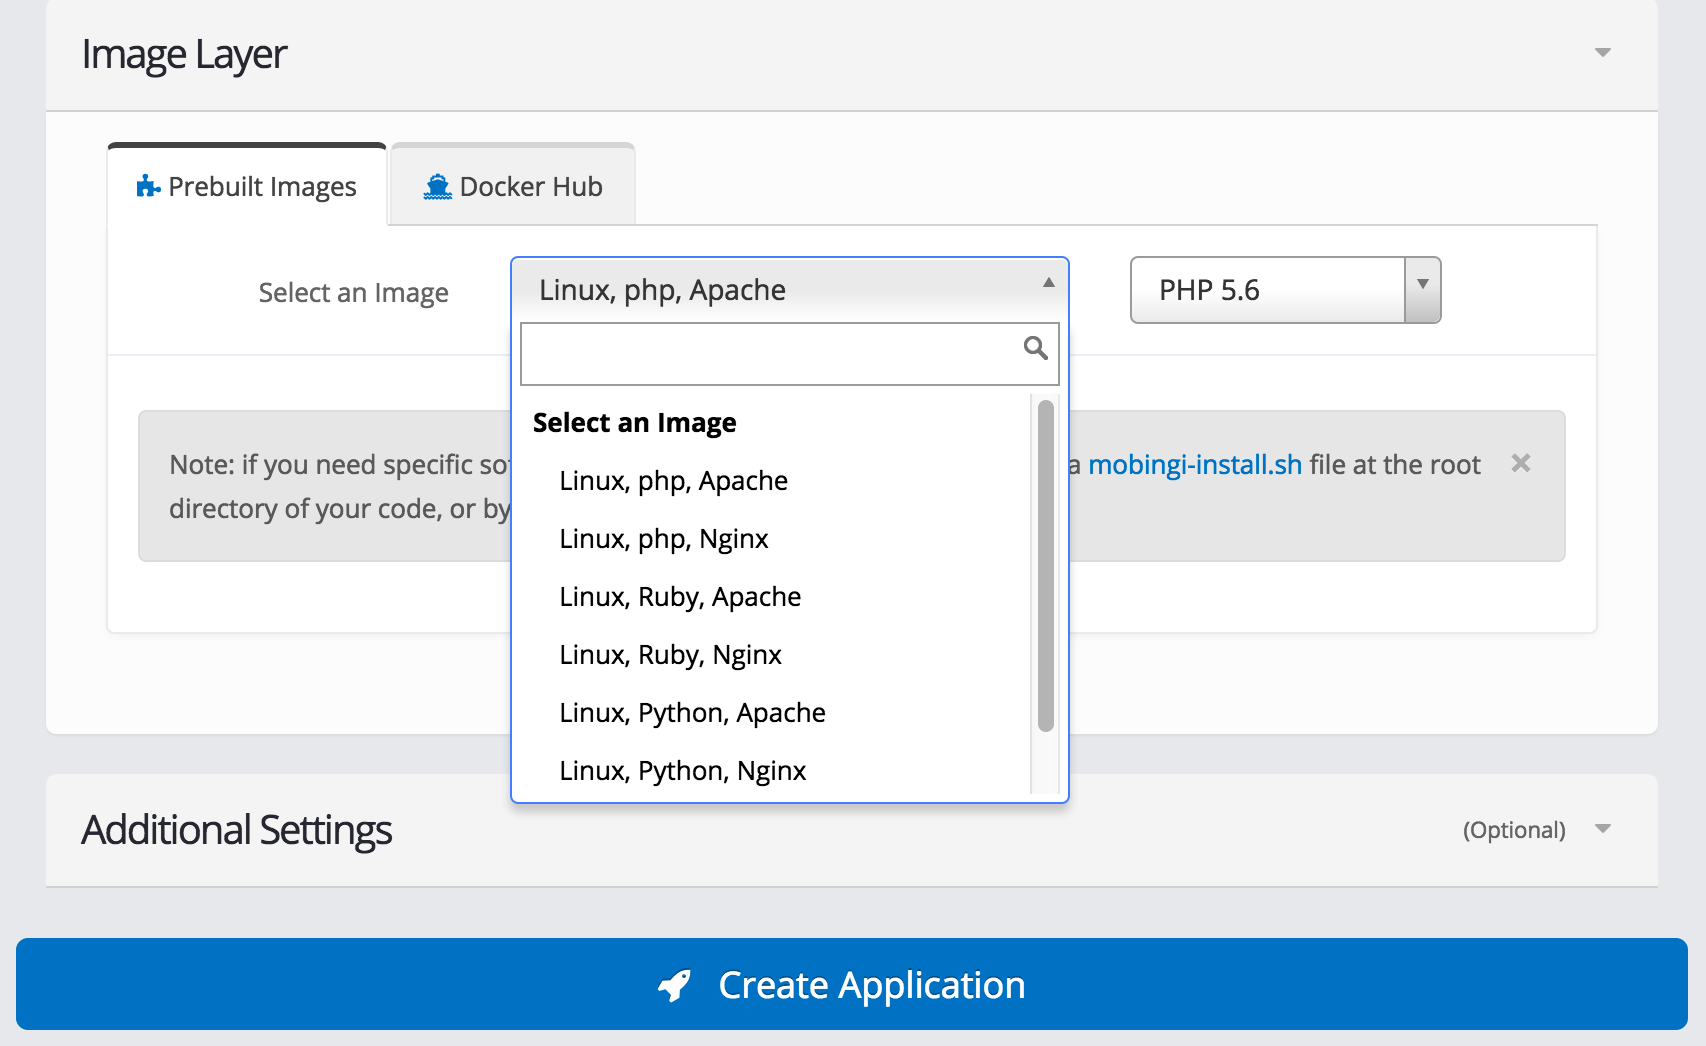 Image Layer
Prebuilt Images
Docker Hub
Select an Image
Linux, php, Apache
PHP 5.6
Select an Image
Linux, php, Apache
Linux, php, Nginx
Linux, Ruby, Apache
Linux, Ruby, Nginx
Linux, Python, Apache
Linux, Python, Nginx
Note: if you need specific a mobingi-install.sh file at the root
directory of your code, or by
Additional Settings
(Optional)
Create Application